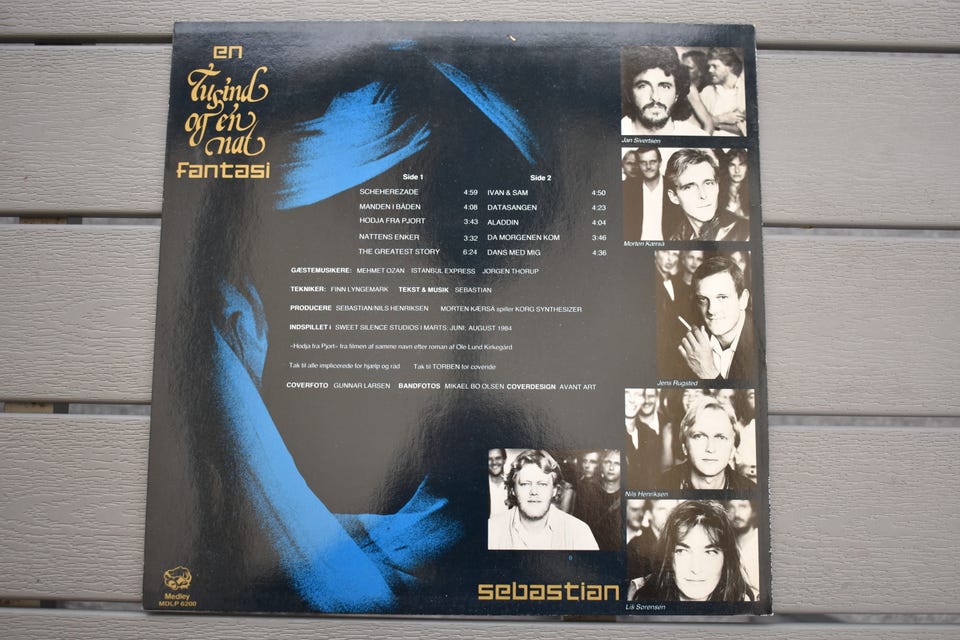 en
Tusind
og en
nat
fantasi
Side 1
SCHEHEREZADE 4:59
MANDEN I BÅDEN 4:08
HODJA FRA PJORT 3:43
NATTENS ENKER 3:32
THE GREATEST STORY 6:24
Side 2
IVAN & SAM 4:50
DATASANGEN 4:23
ALADDIN 4:04
DA MORGENEN KOM 3:46
DANS MED MIG 4:36
GÆSTEMUSIKERE: MEHMET OZAN ISTANBUL EXPRESS JØRGEN THORUP
TEKNIKER: FINN LYNGEMARK TEKST & MUSIK SEBASTIAN
PRODUCERE SEBASTIAN/NILS HENRIKSEN MORTEN KÆRSÅ spiller KORG SYNTHESIZER
INDSPILLET i SWEET SILENCE STUDIOS I MARTS; JUNI; AUGUST 1984
»Hodja fra Pjort« fra filmen af samme navn efter roman af Ole Lund Kirkegård
Tak til alle implicerede for hjælp og råd Tak til TORBEN for covende
COVERFOTO GUNNAR LARSEN BANDFOTOS MIKAEL BO OLSEN COVERDESIGN AVANT ART
Jan Sivertsen
Morten Kærså
Jens Rugsted
Nils Henriksen
Lis Sørensen
sebastian
Medley
MDLP 6200